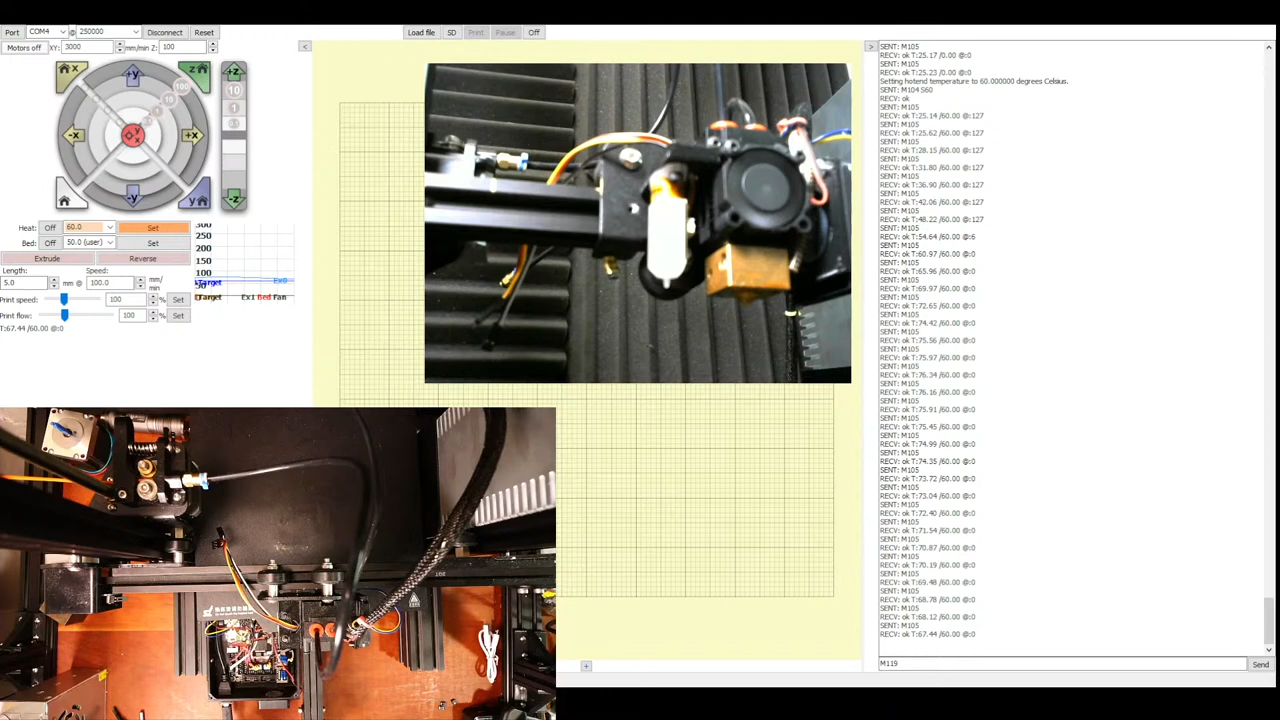 Port COM4 @ 250000 Disconnect Reset
Motors off XY: 3000 mm/min Z: 100
Load file SD Print Pause Off
< >
x +y z +z
100
10
1
-x y +x
-y y -z
Heat: Off 60.0 Set
Bed: Off 50.0 (user) Set
Extrude Reverse
Length: Speed:
5.0 mm @ 100.0 mm/min
Print speed: 100 % Set
Print flow: 100 % Set
T:67.44 /60.00 @:0
300
250
200
150
100
Target Ex0
Target Ex1 Bed Fan
SENT: M105
RECV: ok T:25.17 /0.00 @:0
SENT: M105
RECV: ok T:25.23 /0.00 @:0
Setting hotend temperature to 60.000000 degrees Celsius.
SENT: M104 S60
RECV: ok
SENT: M105
RECV: ok T:25.14 /60.00 @:127
SENT: M105
RECV: ok T:25.62 /60.00 @:127
SENT: M105
RECV: ok T:28.15 /60.00 @:127
SENT: M105
RECV: ok T:31.80 /60.00 @:127
SENT: M105
RECV: ok T:36.90 /60.00 @:127
SENT: M105
RECV: ok T:42.06 /60.00 @:127
SENT: M105
RECV: ok T:48.22 /60.00 @:127
SENT: M105
RECV: ok T:54.64 /60.00 @:6
SENT: M105
RECV: ok T:60.97 /60.00 @:0
SENT: M105
RECV: ok T:65.96 /60.00 @:0
SENT: M105
RECV: ok T:69.97 /60.00 @:0
SENT: M105
RECV: ok T:72.65 /60.00 @:0
SENT: M105
RECV: ok T:74.42 /60.00 @:0
SENT: M105
RECV: ok T:75.56 /60.00 @:0
SENT: M105
RECV: ok T:75.97 /60.00 @:0
SENT: M105
RECV: ok T:76.34 /60.00 @:0
SENT: M105
RECV: ok T:76.16 /60.00 @:0
SENT: M105
RECV: ok T:75.91 /60.00 @:0
SENT: M105
RECV: ok T:75.45 /60.00 @:0
SENT: M105
RECV: ok T:74.99 /60.00 @:0
SENT: M105
RECV: ok T:74.35 /60.00 @:0
SENT: M105
RECV: ok T:73.72 /60.00 @:0
SENT: M105
RECV: ok T:73.04 /60.00 @:0
SENT: M105
RECV: ok T:72.40 /60.00 @:0
SENT: M105
RECV: ok T:71.54 /60.00 @:0
SENT: M105
RECV: ok T:70.87 /60.00 @:0
SENT: M105
RECV: ok T:70.19 /60.00 @:0
SENT: M105
RECV: ok T:69.48 /60.00 @:0
SENT: M105
RECV: ok T:68.78 /60.00 @:0
SENT: M105
RECV: ok T:68.12 /60.00 @:0
SENT: M105
RECV: ok T:67.44 /60.00 @:0
M119 Send
+